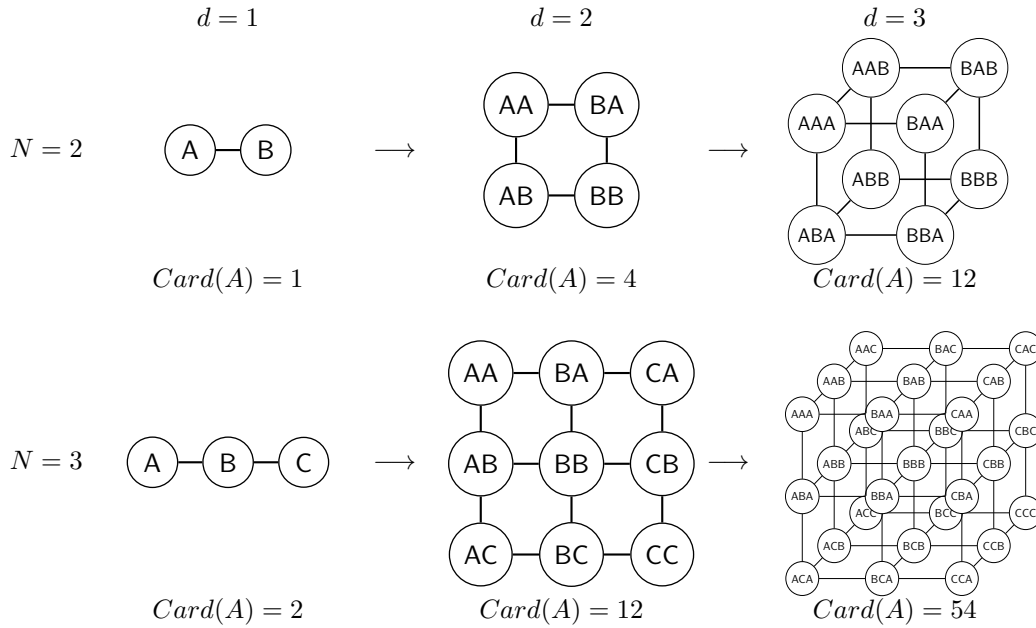 d = 1 d = 2 d = 3
AAB BAB
AA BA
AAA BAA
N = 2 A B → →
ABB BBB
AB BB
ABA BBA
Card(A) = 1 Card(A) = 4 Card(A) = 12
AAC BAC CAC
AA BA CA
AAB BAB CAB
AAA BAA CAA
ABC BBC CBC
N = 3 A B C → AB BB CB → ABB BBB CBB
ABA BBA CBA
ACC BCC CCC
ACB BCB CCB
AC BC CC
ACA BCA CCA
Card(A) = 2 Card(A) = 12 Card(A) = 54